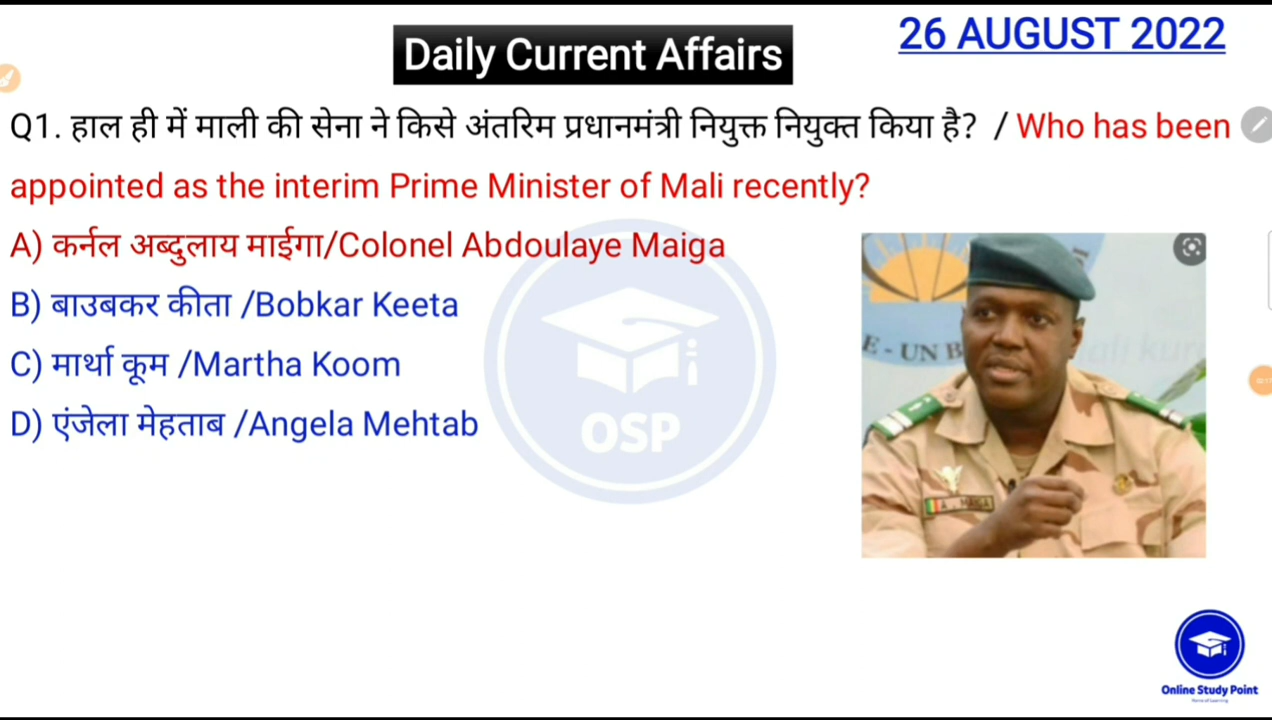 Daily Current Affairs
26 AUGUST 2022
Q1. हाल ही में माली की सेना ने किसे अंतरिम प्रधानमंत्री नियुक्त नियुक्त किया है? / Who has been
appointed as the interim Prime Minister of Mali recently?
A) कर्नल अब्दुलाय माईगा/Colonel Abdoulaye Maiga
B) बाउबकर कीता /Bobkar Keeta
C) मार्था कूम /Martha Koom
D) एंजेला मेहताब /Angela Mehtab
OSP
E - UN B
A. MAIGA
Online Study Point